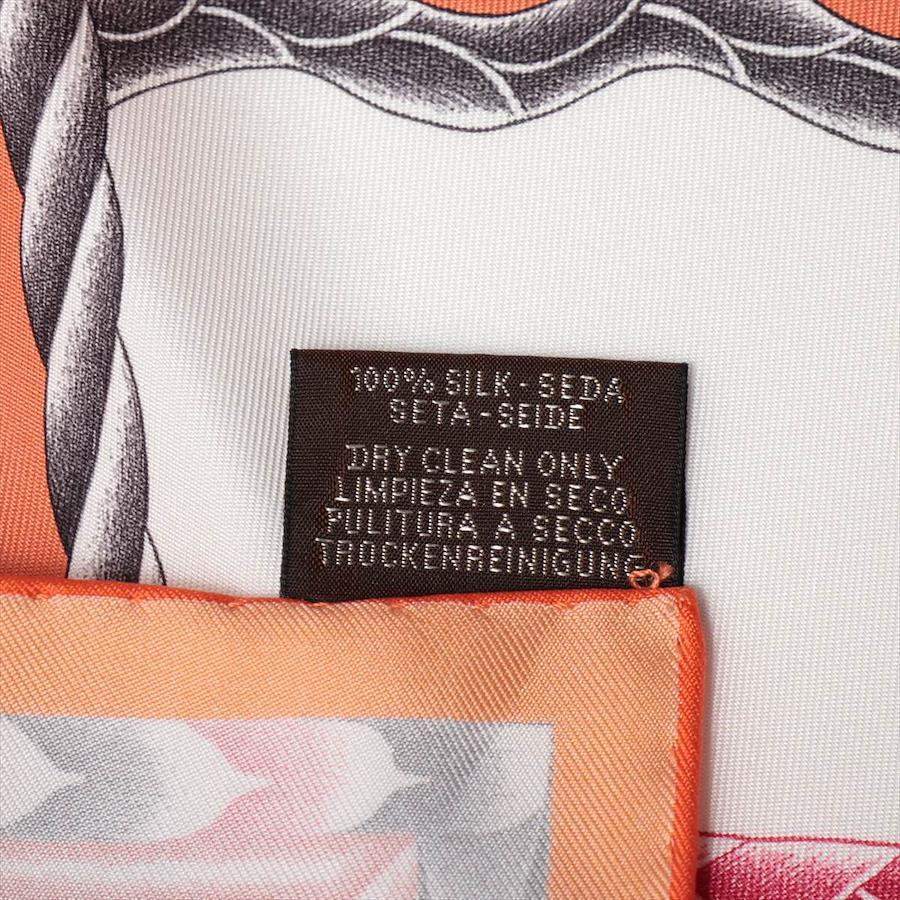 100% SILK - SEDA
SETA - SEIDE
DRY CLEAN ONLY
LIMPIEZA EN SECO
PULITURA A SECCO
TROCKENREINIGUNG